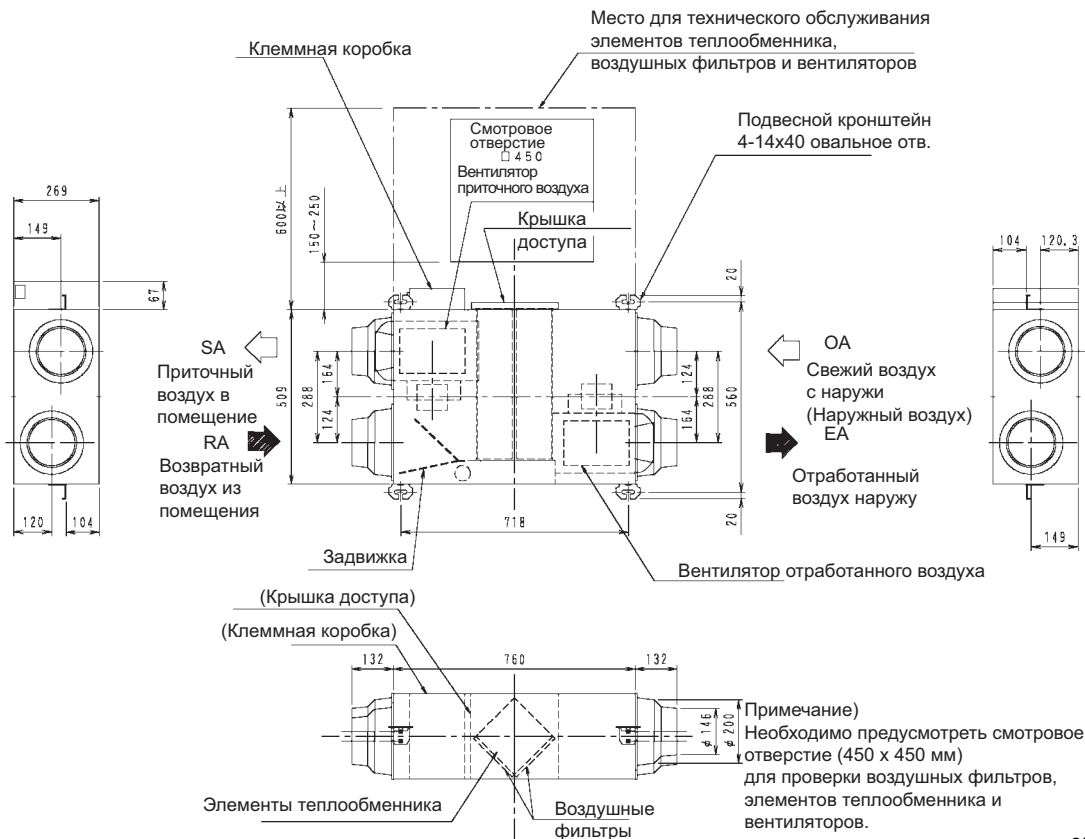 Место для технического обслуживания
элементов теплообменника,
воздушных фильтров и вентиляторов
Клеммная коробка
Подвесной кронштейн
4-14x40 овальное отв.
Смотровое
отверстие
□450
Вентилятор
приточного воздуха
Крышка
доступа
600以上
150~250
269
149
67
104
120.3
20
SA
Приточный
воздух в
помещение
RA
Возвратный
воздух из
помещения
509
288
164
124
124
164
288
560
OA
Свежий воздух
с наружи
(Наружный воздух)
EA
Отработанный
воздух наружу
120
104
718
20
149
Задвижка
Вентилятор отработанного воздуха
(Крышка доступа)
(Клеммная коробка)
132
760
132
ϕ146
ϕ200
Примечание)
Необходимо предусмотреть смотровое
отверстие (450 x 450 мм)
для проверки воздушных фильтров,
элементов теплообменника и
вентиляторов.
Элементы теплообменника
Воздушные
фильтры